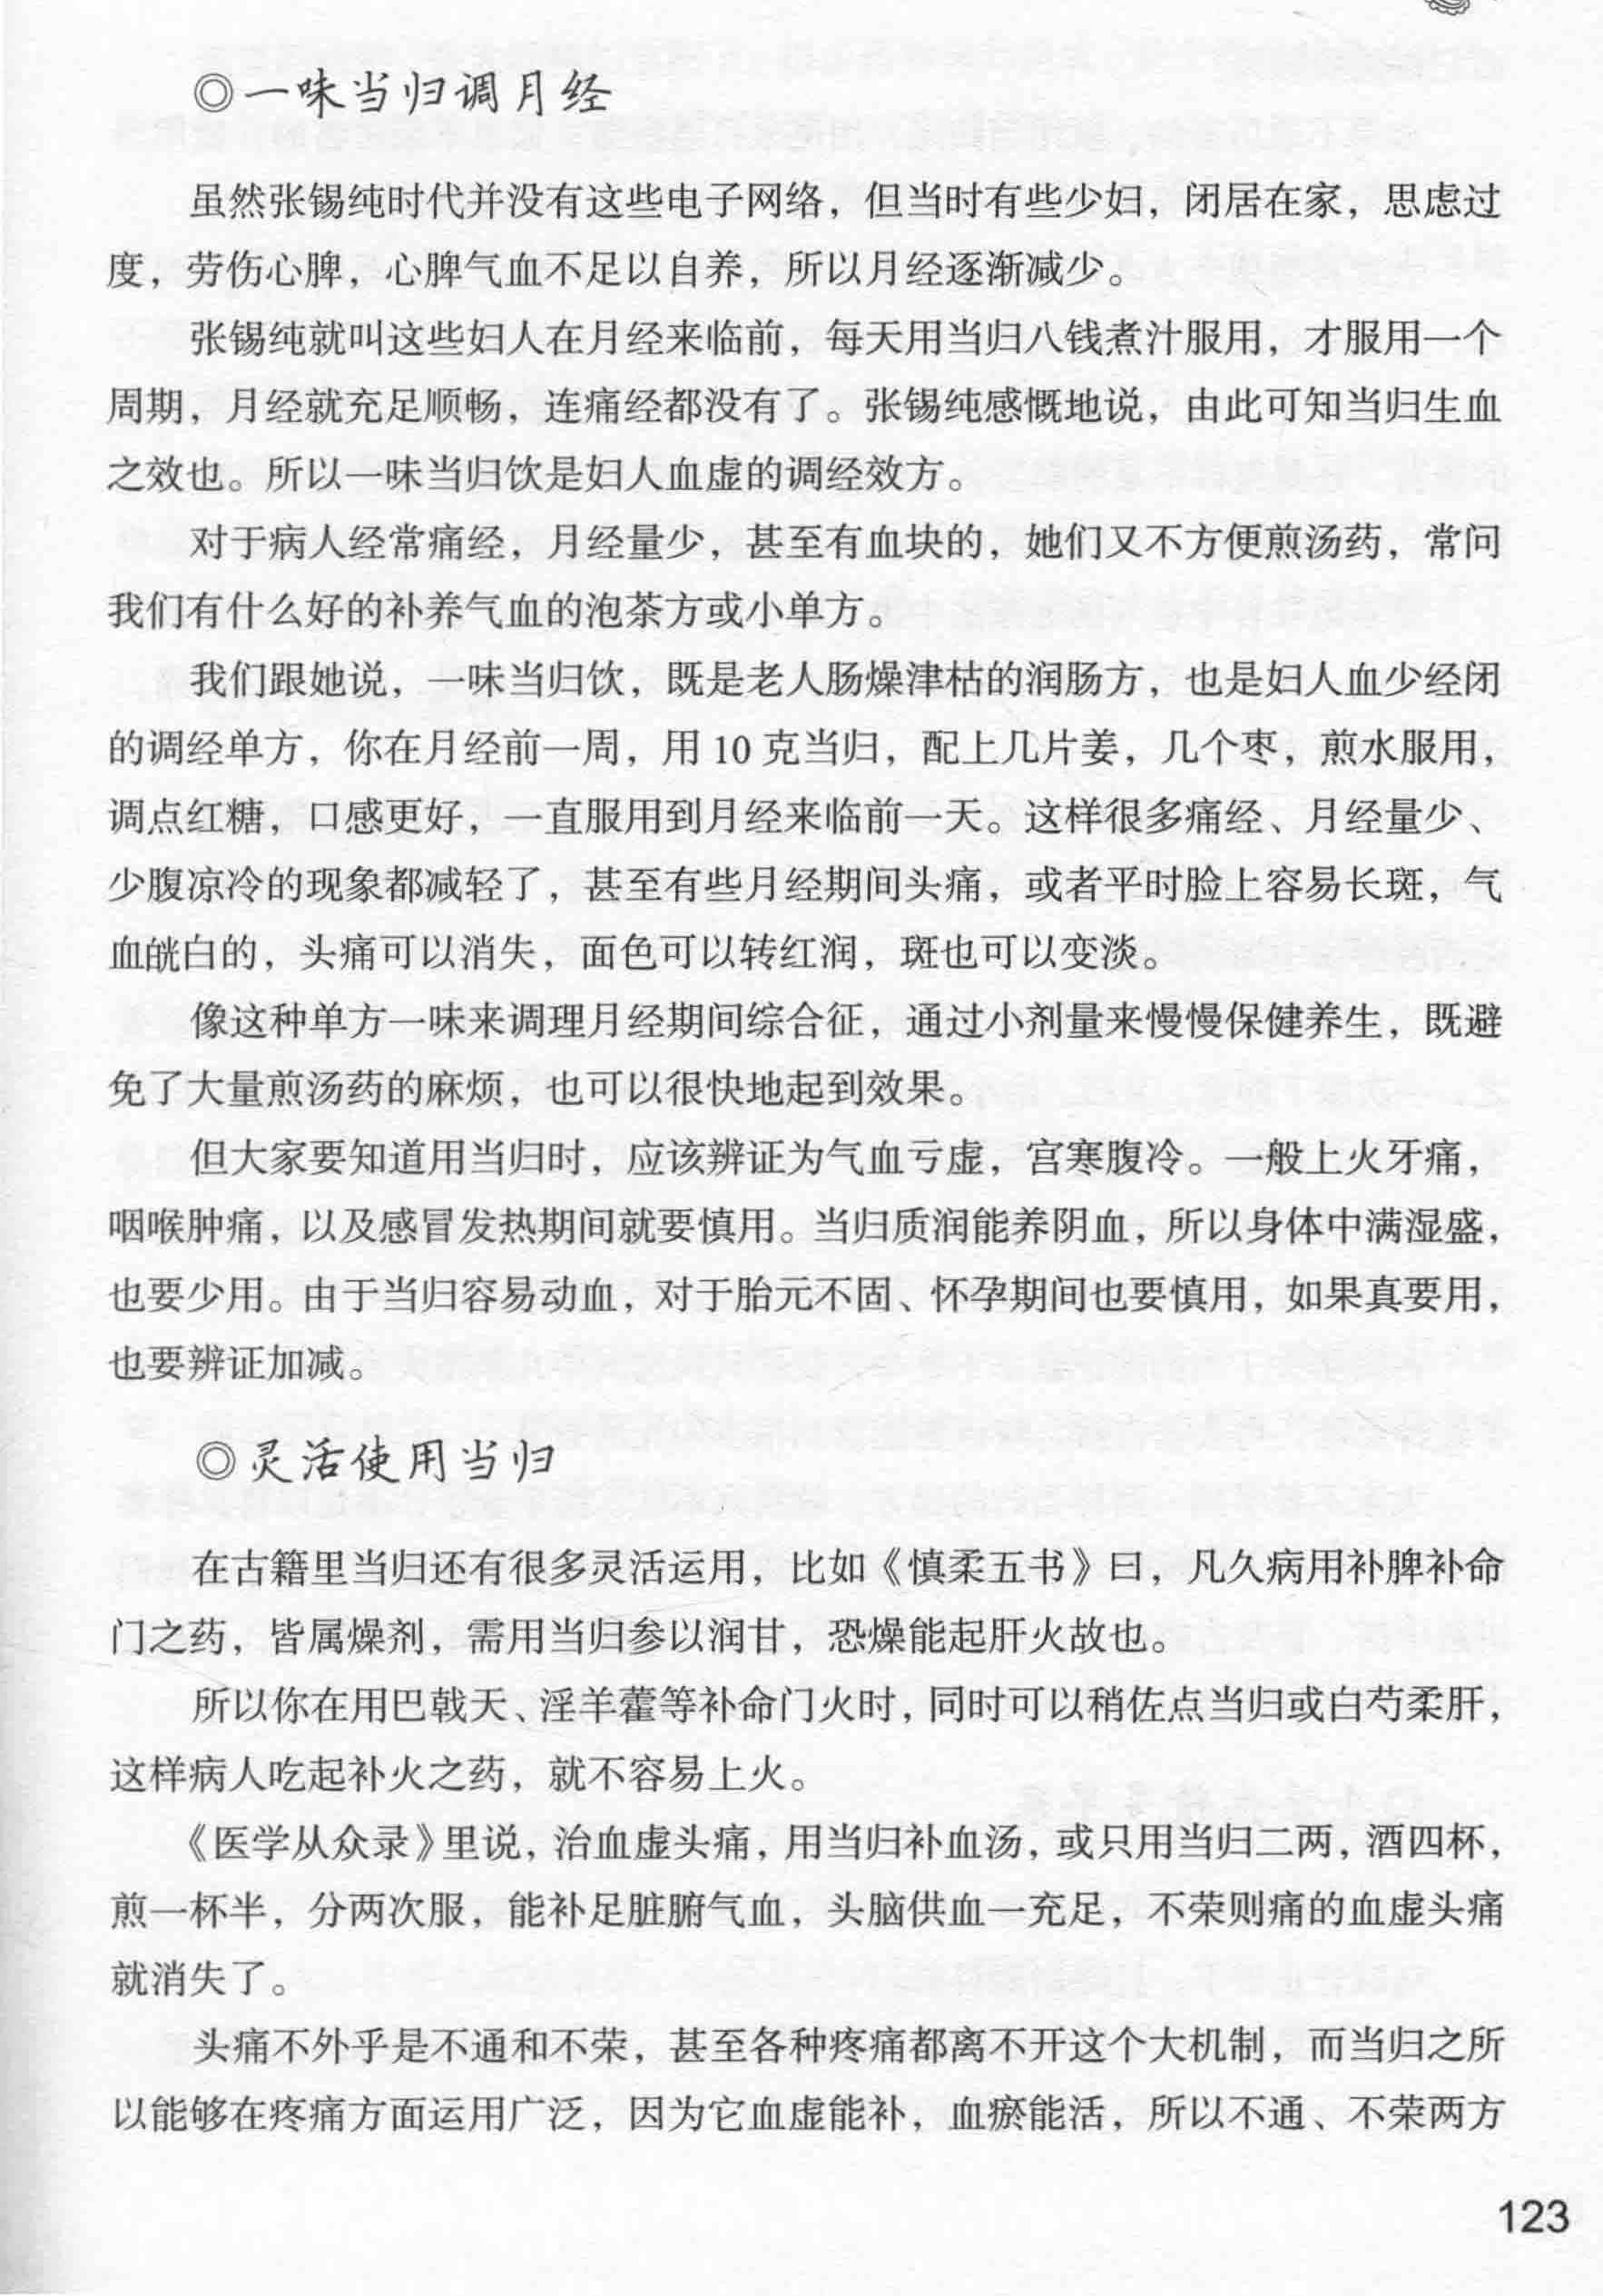 ◎一味当归调月经
虽然张锡纯时代并没有这些电子网络，但当时有些少妇，闭居在家，思虑过
度，劳伤心脾，心脾气血不足以自养，所以月经逐渐减少。
张锡纯就叫这些妇人在月经来临前，每天用当归八钱煮汁服用，才服用一个
周期，月经就充足顺畅，连痛经都没有了。张锡纯感慨地说，由此可知当归生血
之效也。所以一味当归饮是妇人血虚的调经效方。
对于病人经常痛经，月经量少，甚至有血块的，她们又不方便煎汤药，常问
我们有什么好的补养气血的泡茶方或小单方。
我们跟她说，一味当归饮，既是老人肠燥津枯的润肠方，也是妇人血少经闭
的调经单方，你在月经前一周，用 10 克当归，配上几片姜，几个枣，煎水服用，
调点红糖，口感更好，一直服用到月经来临前一天。这样很多痛经、月经量少、
少腹凉冷的现象都减轻了，甚至有些月经期间头痛，或者平时脸上容易长斑，气
血㿠白的，头痛可以消失，面色可以转红润，斑也可以变淡。
像这种单方一味来调理月经期间综合征，通过小剂量来慢慢保健养生，既避
免了大量煎汤药的麻烦，也可以很快地起到效果。
但大家要知道用当归时，应该辨证为气血亏虚，宫寒腹冷。一般上火牙痛，
咽喉肿痛，以及感冒发热期间就要慎用。当归质润能养阴血，所以身体中满湿盛，
也要少用。由于当归容易动血，对于胎元不固、怀孕期间也要慎用，如果真要用，
也要辨证加减。
◎灵活使用当归
在古籍里当归还有很多灵活运用，比如《慎柔五书》曰，凡久病用补脾补命
门之药，皆属燥剂，需用当归参以润甘，恐燥能起肝火故也。
所以你在用巴戟天、淫羊藿等补命门火时，同时可以稍佐点当归或白芍柔肝，
这样病人吃起补火之药，就不容易上火。
《医学从众录》里说，治血虚头痛，用当归补血汤，或只用当归二两，酒四杯，
煎一杯半，分两次服，能补足脏腑气血，头脑供血一充足，不荣则痛的血虚头痛
就消失了。
头痛不外乎是不通和不荣，甚至各种疼痛都离不开这个大机制，而当归之所
以能够在疼痛方面运用广泛，因为它血虚能补，血瘀能活，所以不通、不荣两方
123